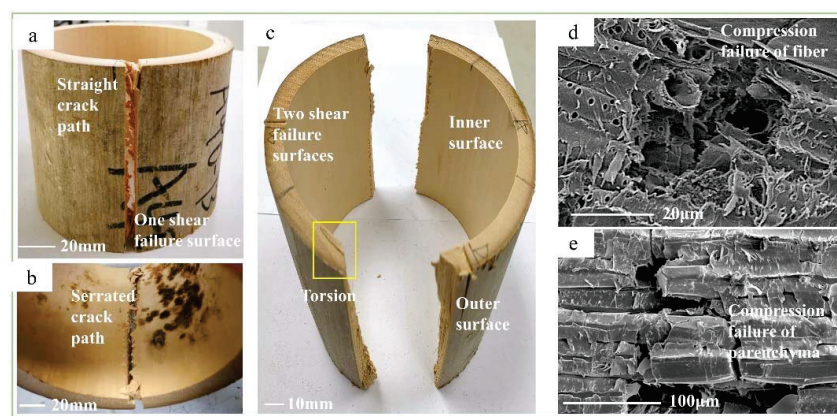 a
Straight
crack
path
One shear
failure surface
20mm
b
Serrated
crack
path
20mm
c
Two shear
failure
surfaces
Inner
surface
Torsion
Outer
surface
10mm
d
Compression
failure of fiber
20μm
e
Compression
failure of
parenchyma
100μm